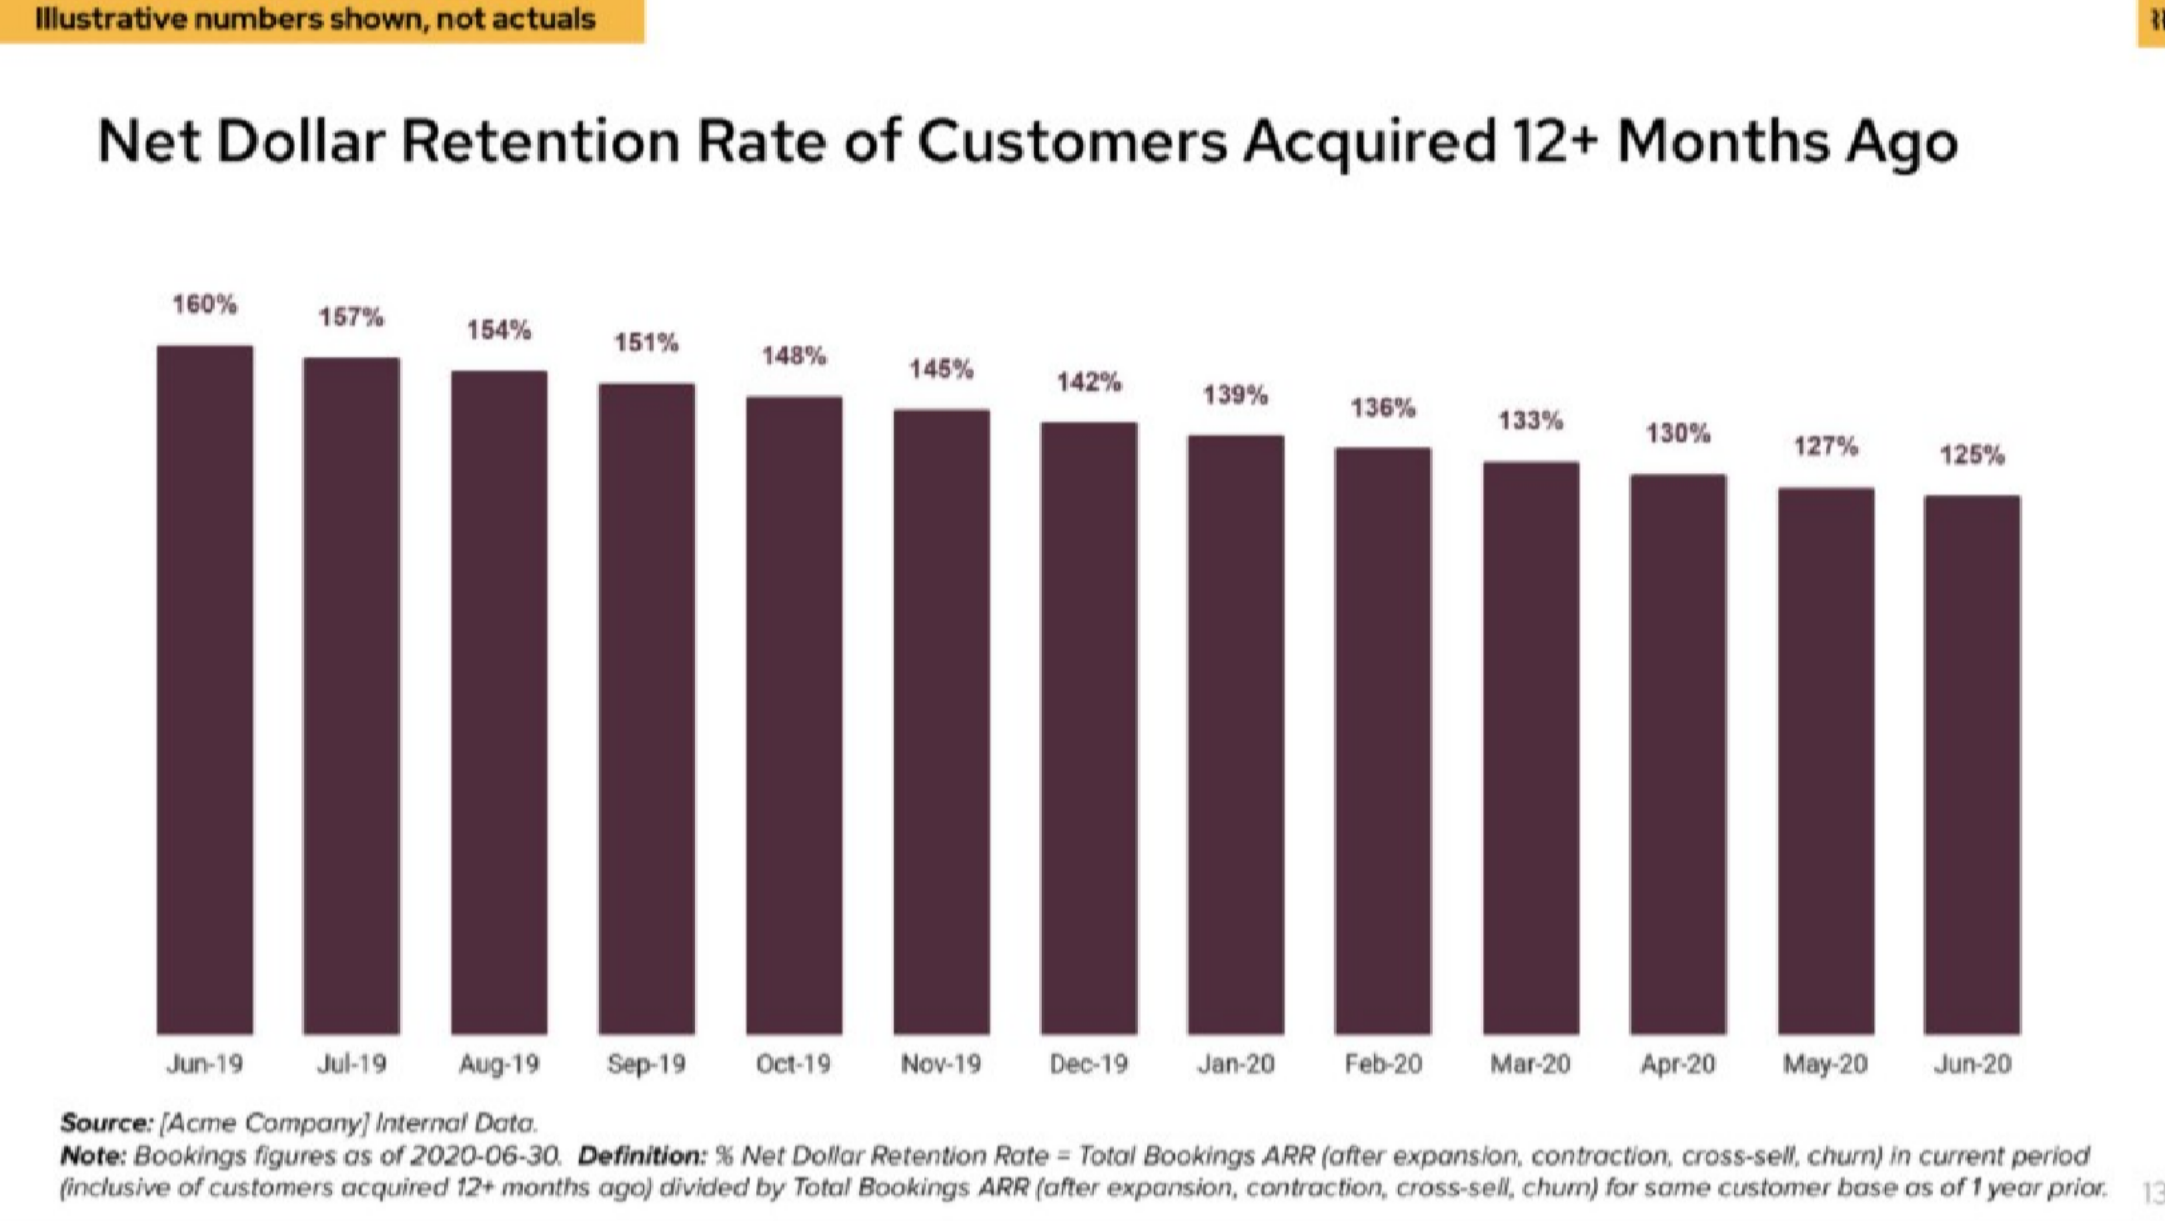 Illustrative numbers shown, not actuals
Net Dollar Retention Rate of Customers Acquired 12+ Months Ago
160%
157%
154%
151%
148%
145%
142%
139%
136%
133%
130%
127%
125%
Jun-19
Jul-19
Aug-19
Sep-19
Oct-19
Nov-19
Dec-19
Jan-20
Feb-20
Mar-20
Apr-20
May-20
Jun-20
Source: [Acme Company] Internal Data.
Note: Bookings figures as of 2020-06-30. Definition: % Net Dollar Retention Rate = Total Bookings ARR (after expansion, contraction, cross-sell, churn) in current period
(inclusive of customers acquired 12+ months ago) divided by Total Bookings ARR (after expansion, contraction, cross-sell, churn) for same customer base as of 1 year prior.
13